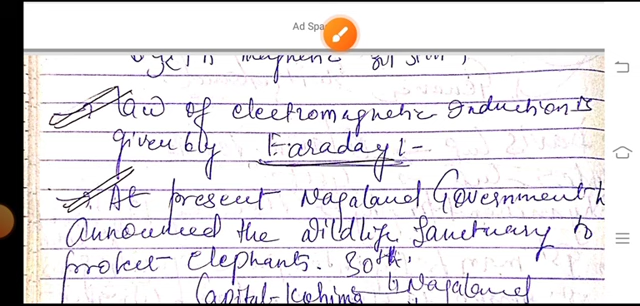 Ad Spa
magnetic
Law of electromagnetic Induction is
given by Faraday :-
At present Nagaland Government h
Announced the Wildlife Sanctuary to
protect Elephants. 30th.
Capital-Kohima Nagaland